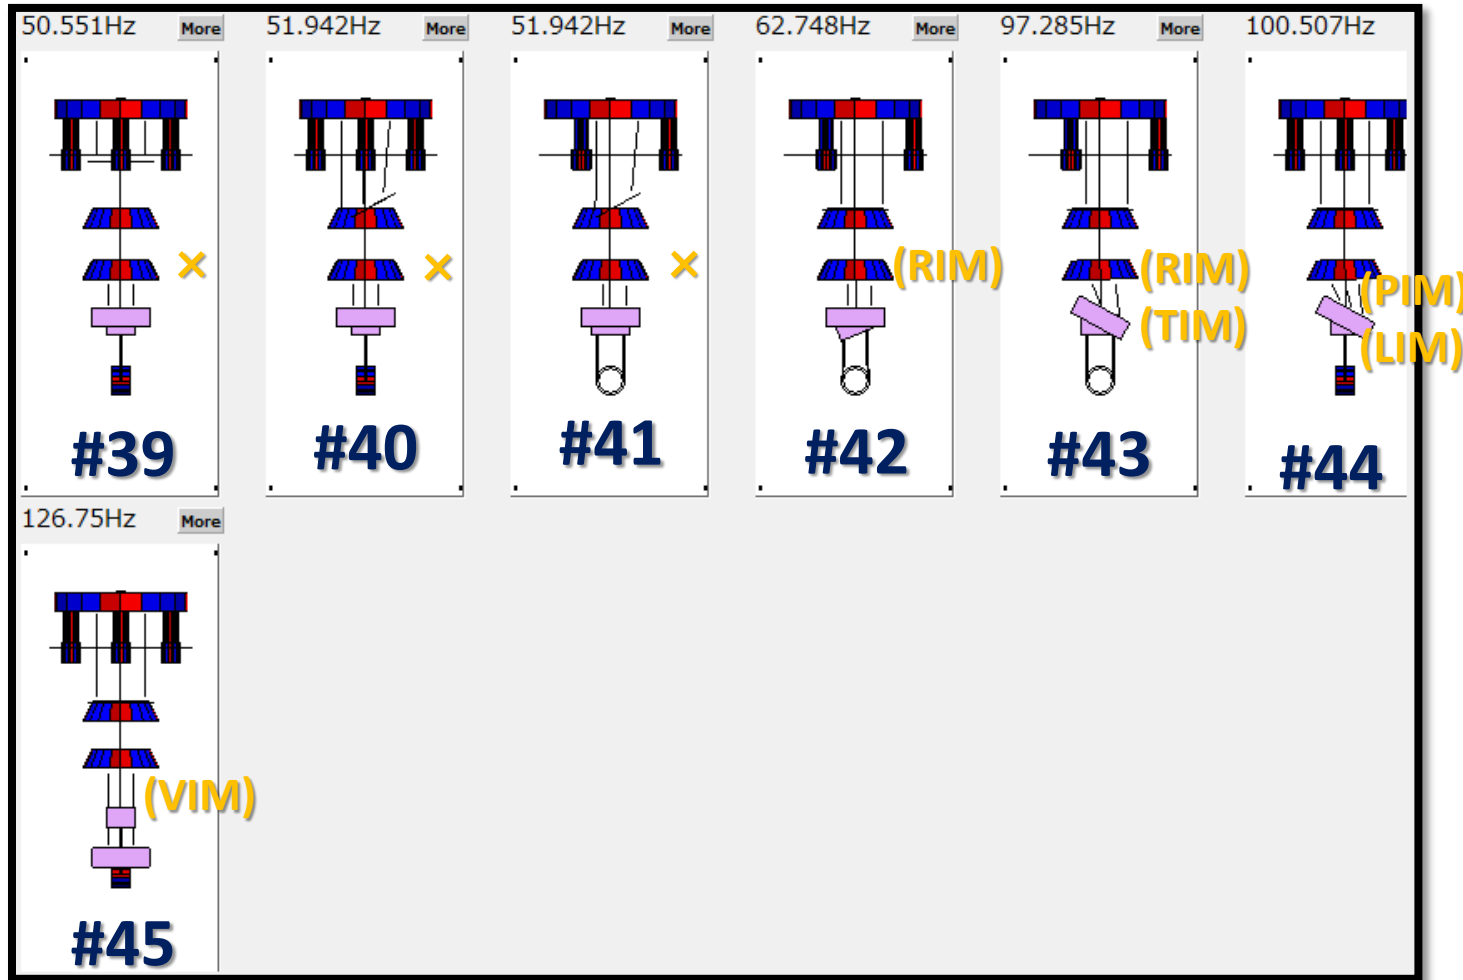 50.551Hz More 51.942Hz More 51.942Hz More 62.748Hz More 97.285Hz More 100.507Hz
× × × (RIM) (RIM) (PIM)
(TIM) (LIM)
#39 #40 #41 #42 #43 #44
126.75Hz More
(VIM)
#45